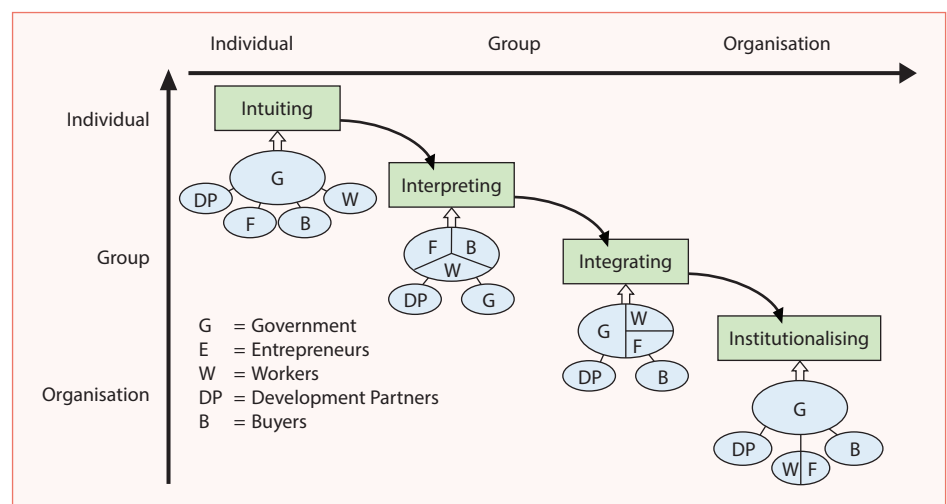 Individual Group Organisation
Individual
Intuiting
G
DP
W
F
B
Interpreting
F
B
W
DP
G
Group
Integrating
G
W
F
DP
B
G = Government
E = Entrepreneurs
W = Workers
DP = Development Partners
B = Buyers
Organisation
Institutionalising
G
DP
B
W
F